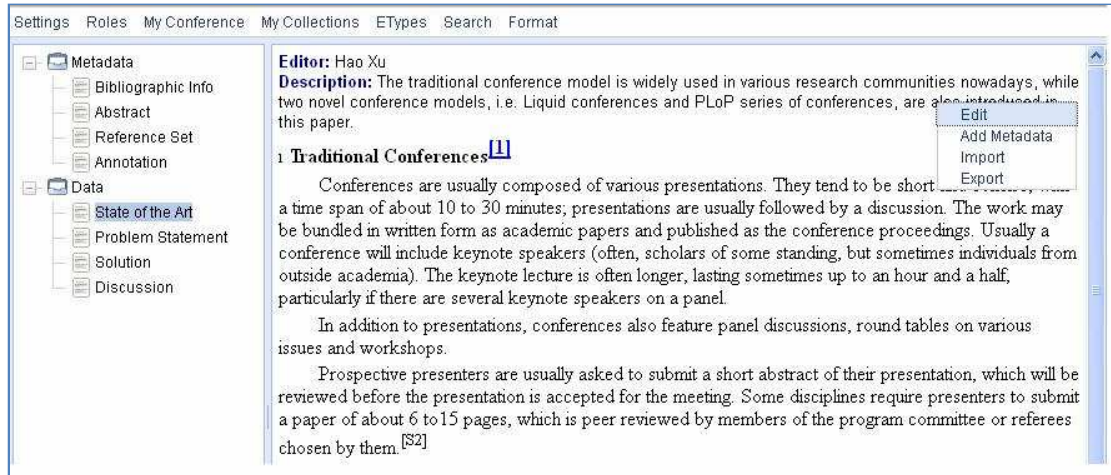 Settings Roles My Conference My Collections ETypes Search Format
Metadata
Bibliographic Info
Abstract
Reference Set
Annotation
Data
State of the Art
Problem Statement
Solution
Discussion
Editor: Hao Xu
Description: The traditional conference model is widely used in various research communities nowadays, while
two novel conference models, i.e. Liquid conferences and PLoP series of conferences, are also introduced in
this paper.
Edit
Add Metadata
Import
Export
1 Traditional Conferences[1]
Conferences are usually composed of various presentations. They tend to be short
a time span of about 10 to 30 minutes; presentations are usually followed by a discussion. The work may
be bundled in written form as academic papers and published as the conference proceedings. Usually a
conference will include keynote speakers (often, scholars of some standing, but sometimes individuals from
outside academia). The keynote lecture is often longer, lasting sometimes up to an hour and a half,
particularly if there are several keynote speakers on a panel.
In addition to presentations, conferences also feature panel discussions, round tables on various
issues and workshops.
Prospective presenters are usually asked to submit a short abstract of their presentation, which will be
reviewed before the presentation is accepted for the meeting. Some disciplines require presenters to submit
a paper of about 6 to15 pages, which is peer reviewed by members of the program committee or referees
chosen by them.[S2]